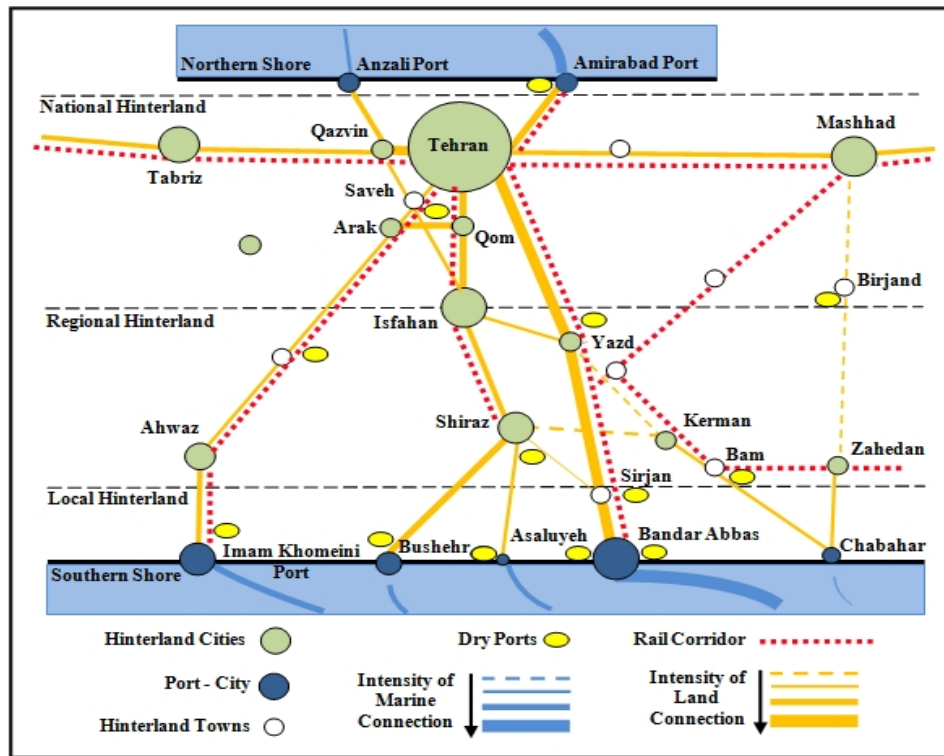 Northern Shore
Anzali Port
Amirabad Port
National Hinterland
Qazvin
Tehran
Mashhad
Tabriz
Saveh
Arak
Qom
Birjand
Regional Hinterland
Isfahan
Yazd
Ahwaz
Shiraz
Kerman
Bam
Zahedan
Local Hinterland
Sirjan
Imam Khomeini
Port
Bushehr
Asaluyeh
Bandar Abbas
Chabahar
Southern Shore
Hinterland Cities
Dry Ports
Rail Corridor
Port - City
Intensity of
Marine
Connection
Intensity of
Land
Connection
Hinterland Towns